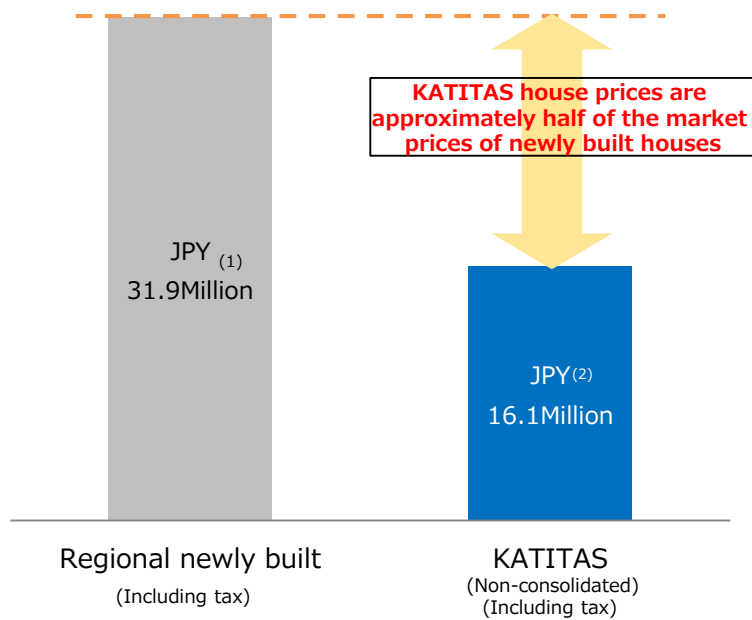 KATITAS house prices are
approximately half of the market
prices of newly built houses
JPY (1)
31.9Million
JPY(2)
16.1Million
Regional newly built
(Including tax)
KATITAS
(Non-consolidated)
(Including tax)